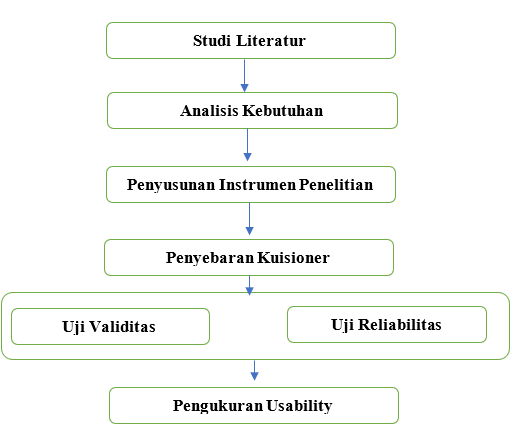 Studi Literatur
Analisis Kebutuhan
Penyusunan Instrumen Penelitian
Penyebaran Kuisioner
Uji Validitas
Uji Reliabilitas
Pengukuran Usability